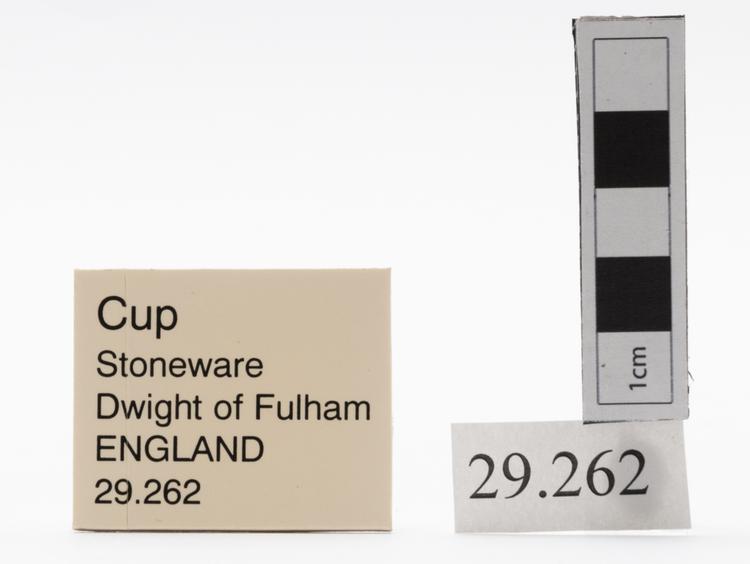 Cup
Stoneware
Dwight of Fulham
ENGLAND
29.262
1cm
29.262